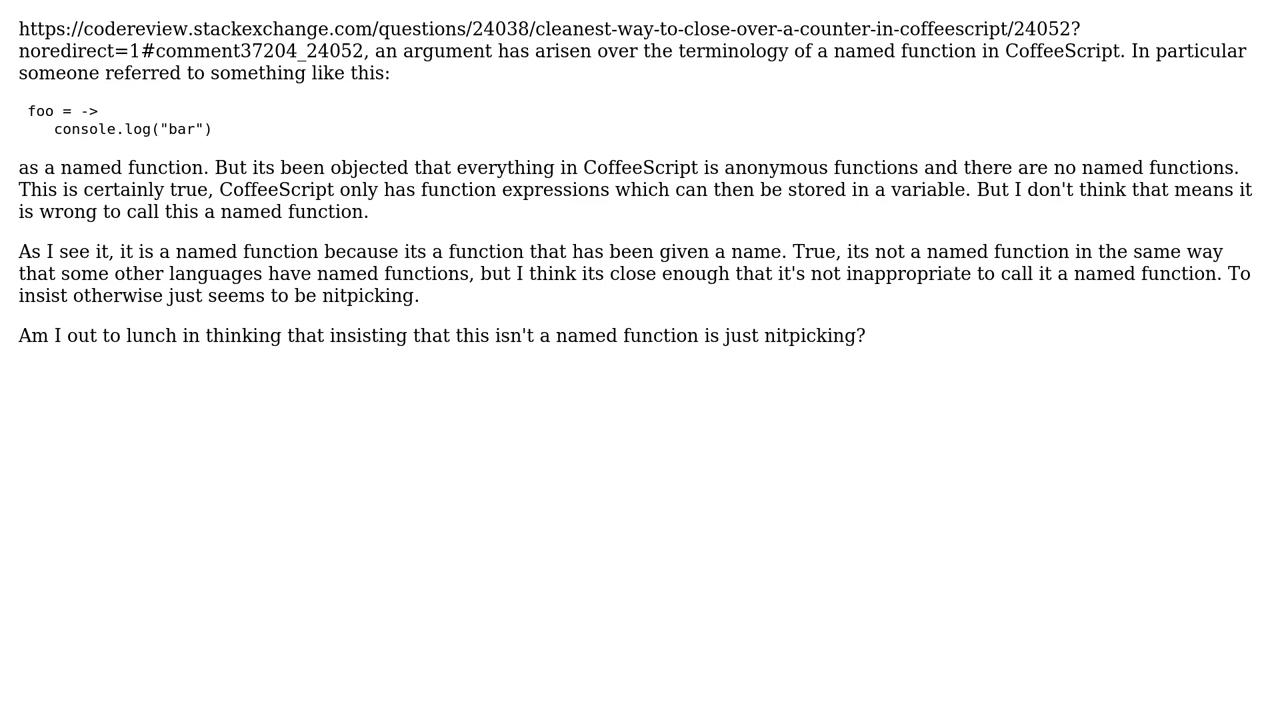 https://codereview.stackexchange.com/questions/24038/cleanest-way-to-close-over-a-counter-in-coffeescript/24052?
noredirect=1#comment37204_24052, an argument has arisen over the terminology of a named function in CoffeeScript. In particular
someone referred to something like this:
foo = ->
console.log("bar")
as a named function. But its been objected that everything in CoffeeScript is anonymous functions and there are no named functions.
This is certainly true, CoffeeScript only has function expressions which can then be stored in a variable. But I don't think that means it
is wrong to call this a named function.
As I see it, it is a named function because its a function that has been given a name. True, its not a named function in the same way
that some other languages have named functions, but I think its close enough that it's not inappropriate to call it a named function. To
insist otherwise just seems to be nitpicking.
Am I out to lunch in thinking that insisting that this isn't a named function is just nitpicking?